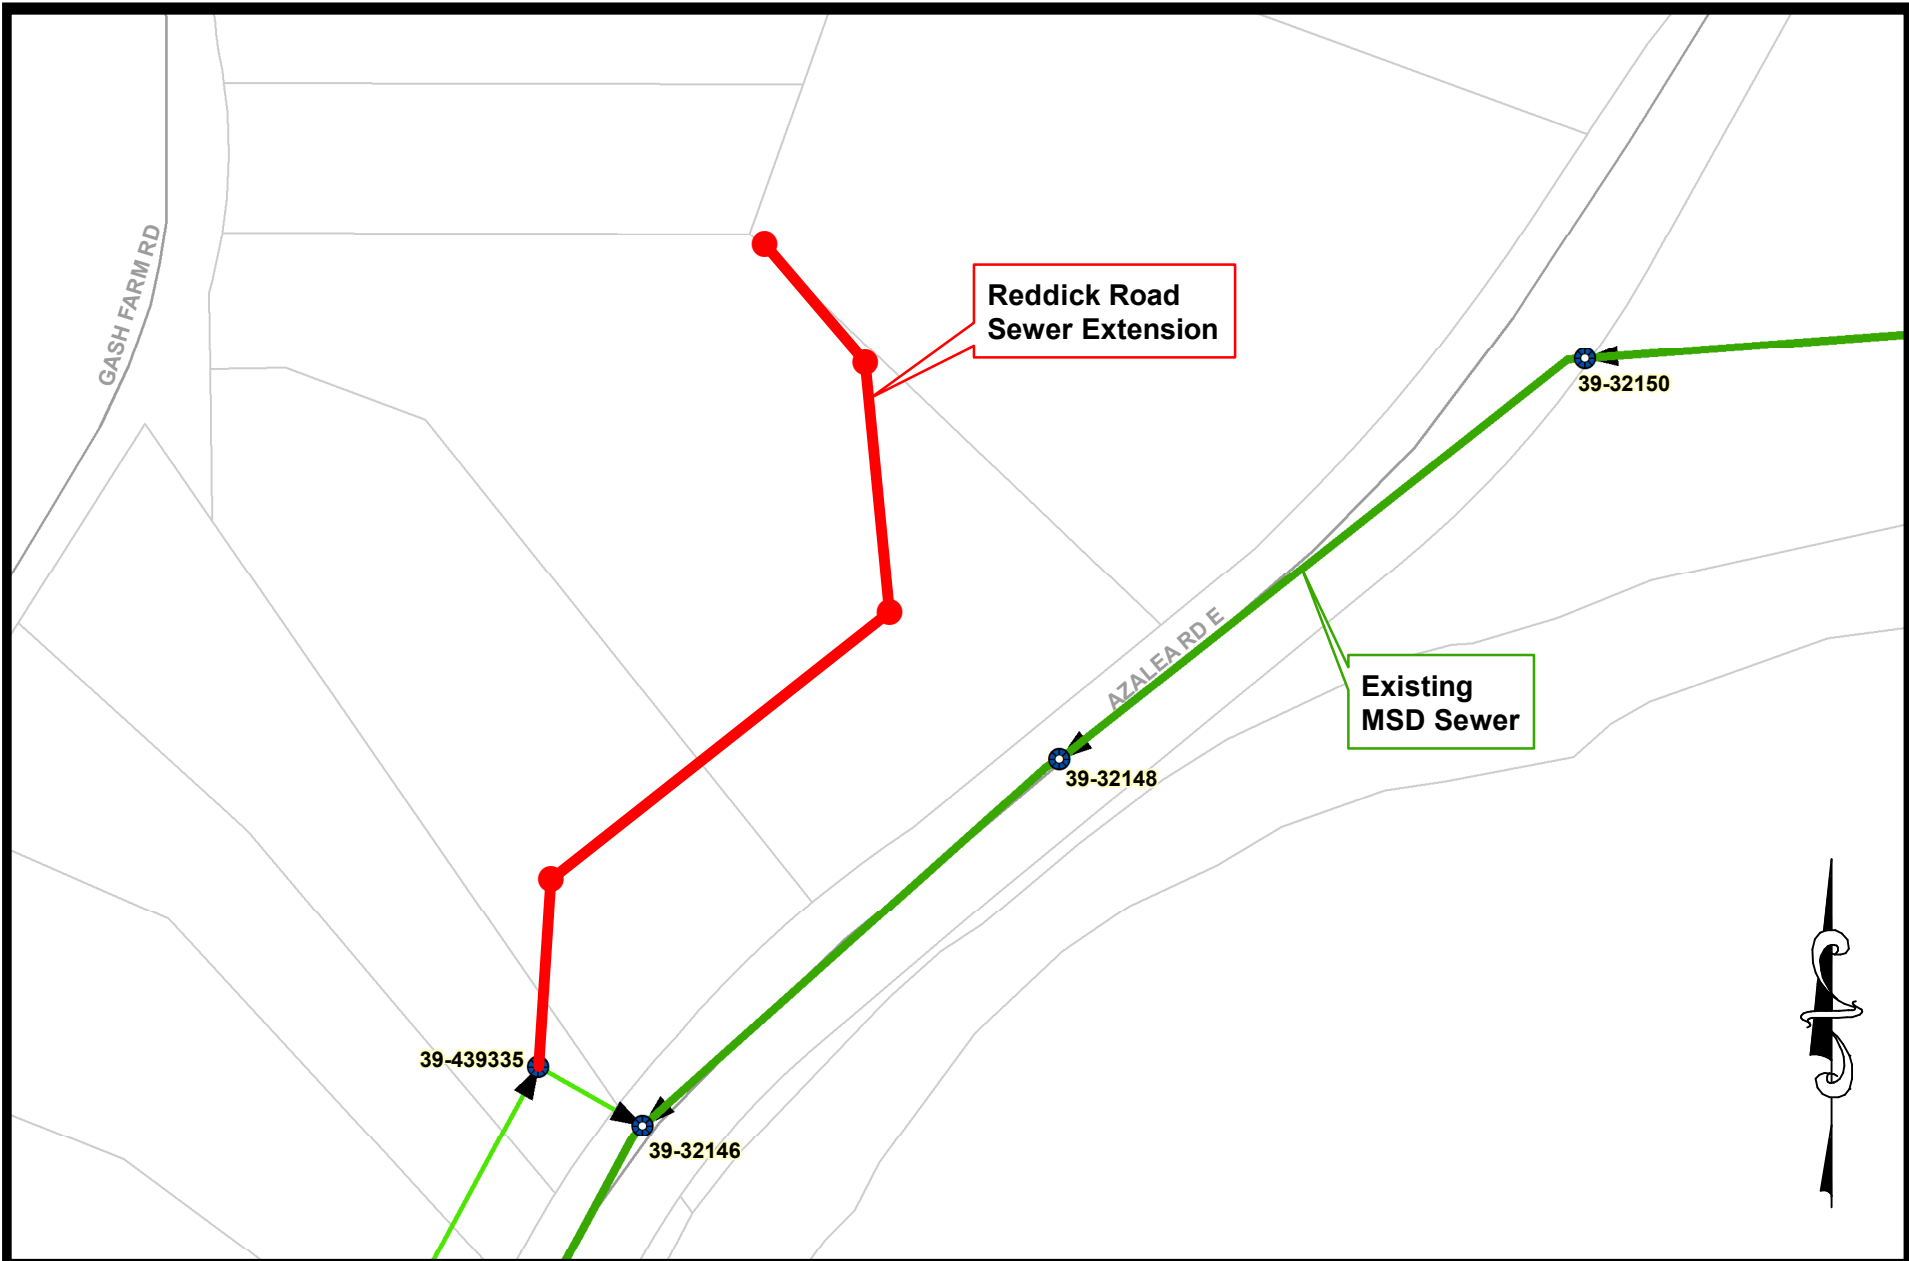 GASH FARM RD
Reddick Road
Sewer Extension
39-32150
AZALEA RD E
Existing
MSD Sewer
39-32148
39-439335
39-32146